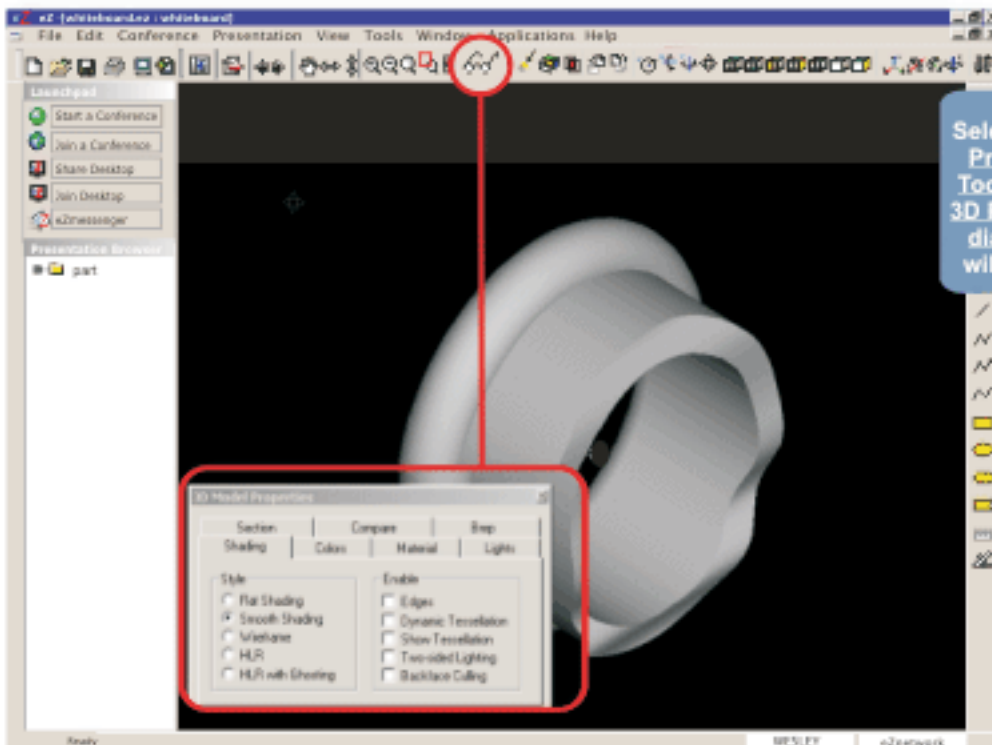 eZ - [whiteboard.ez : whiteboard]
File Edit Conference Presentation View Tools Window Applications Help
Launchpad
Start a Conference
Join a Conference
Share Desktop
Join Desktop
eZmessenger
Presentation Browser
part
Sele
Pr
Too
3D
dia
wil
3D Model Properties
Section Compare Brep
Shading Colors Material Lights
Style
Flat Shading
Smooth Shading
Wireframe
HLR
HLR with Ghosting
Enable
Edges
Dynamic Tessellation
Show Tessellation
Two-sided Lighting
Backface Culling
Ready WESLEY eZnetwork